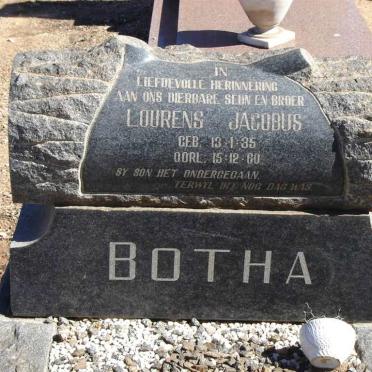 IN
LIEFDEVOLLE HERINNERING
AAN ONS DIERBARE SEUN EN BROER
LOURENS JACOBUS
GEB. 13-1-35
OORL. 15-12-60
SY SON HET ONDERGEGAAN,
TERWYL DIT NOG DAG WAS.
BOTHA